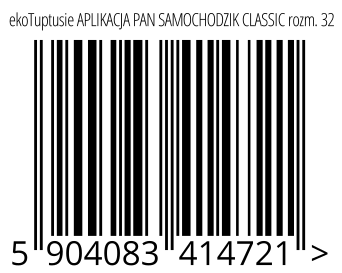 ekoTuptusie APLIKACJA PAN SAMOCHODZIK CLASSIC rozm. 32
5 904083 414721 >